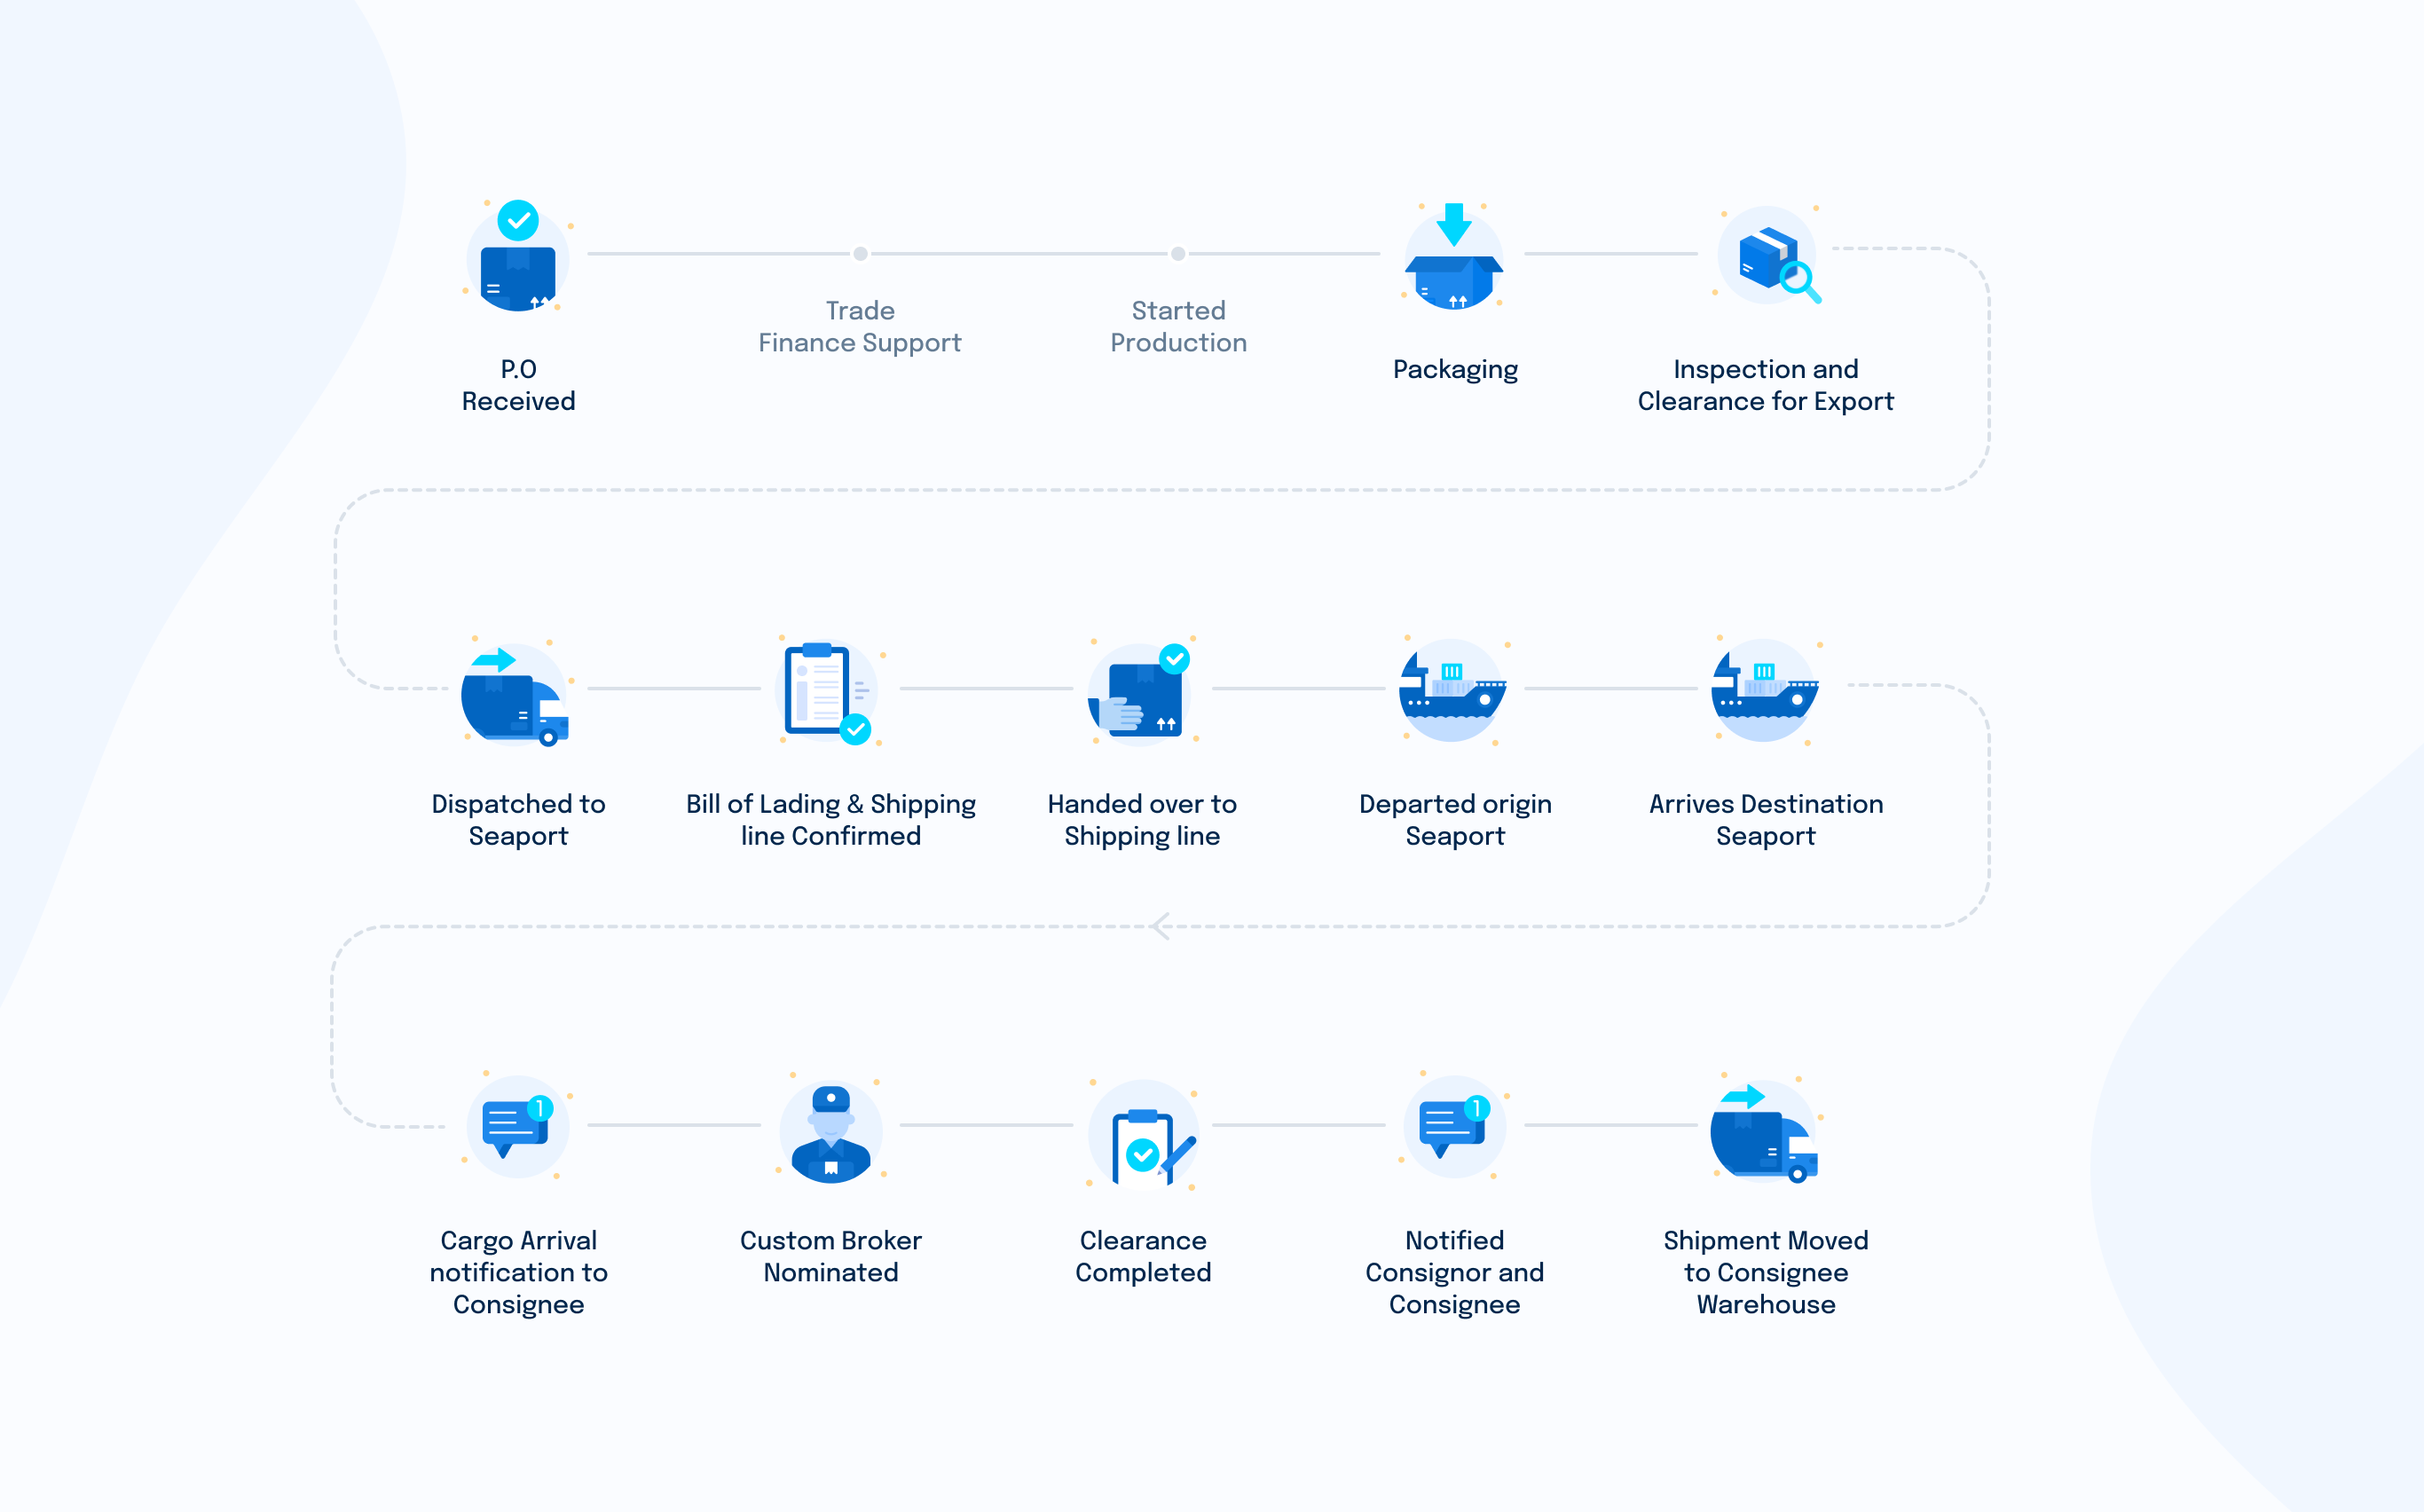 P.O
Received
Trade
Finance Support
Started
Production
Packaging
Inspection and
Clearance for Export
Dispatched to
Seaport
Bill of Lading & Shipping
line Confirmed
Handed over to
Shipping line
Departed origin
Seaport
Arrives Destination
Seaport
1
Cargo Arrival
notification to
Consignee
Custom Broker
Nominated
Clearance
Completed
1
Notified
Consignor and
Consignee
Shipment Moved
to Consignee
Warehouse